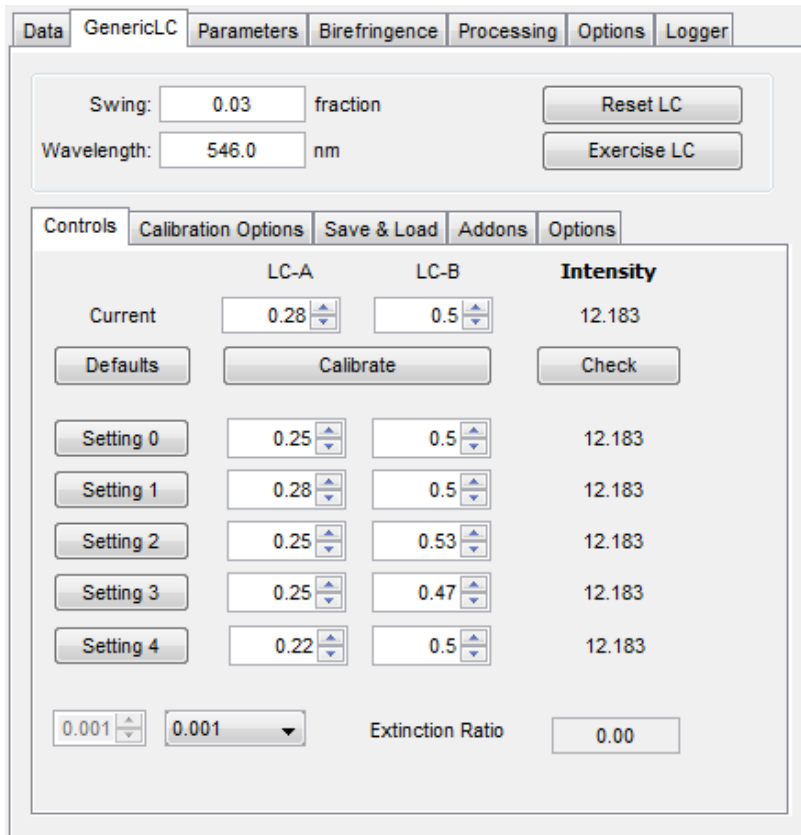 Data GenericLC Parameters Birefringence Processing Options Logger
Swing: 0.03 fraction Reset LC
Wavelength: 546.0 nm Exercise LC
Controls Calibration Options Save & Load Addons Options
LC-A LC-B Intensity
Current 0.28 0.5 12.183
Defaults Calibrate Check
Setting 0 0.25 0.5 12.183
Setting 1 0.28 0.5 12.183
Setting 2 0.25 0.53 12.183
Setting 3 0.25 0.47 12.183
Setting 4 0.22 0.5 12.183
0.001 0.001 Extinction Ratio 0.00